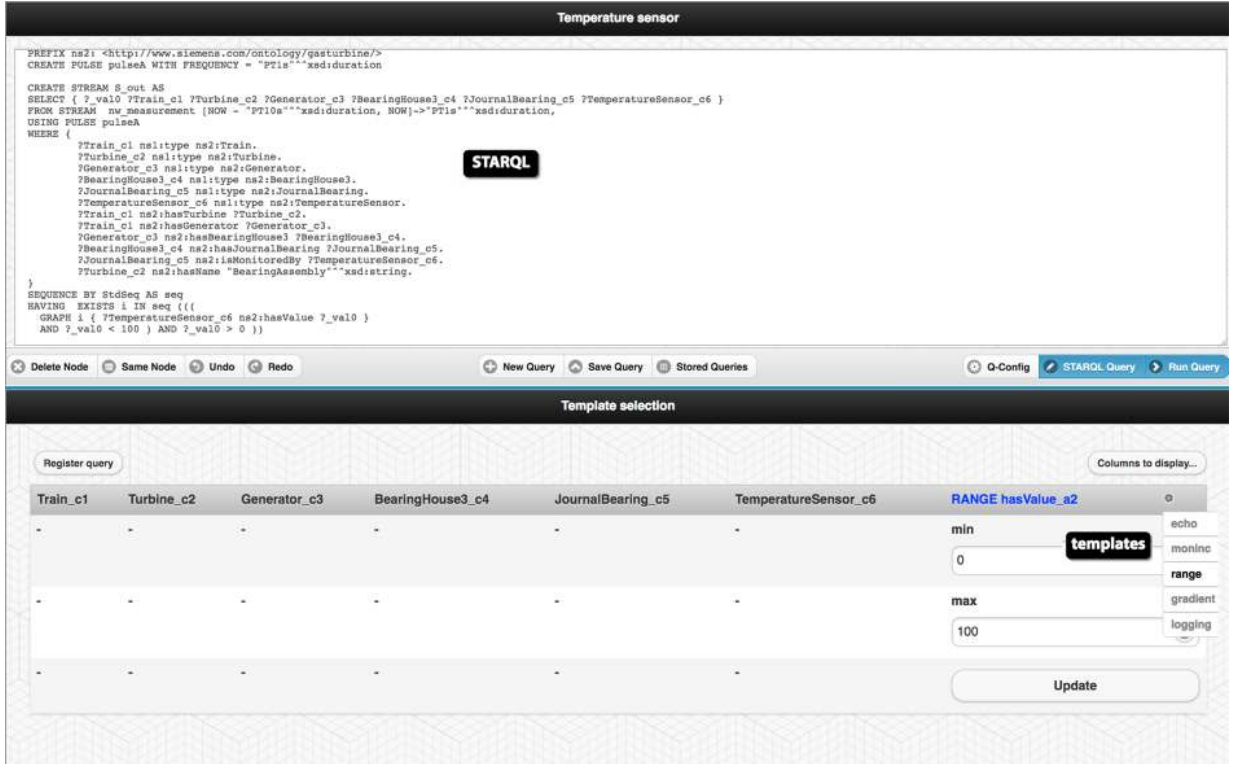 Temperature sensor
PREFIX ns2: <http://www.siemens.com/ontology/gasturbine/>
CREATE PULSE pulseA WITH FREQUENCY = "PT1s"^^xsd:duration
CREATE STREAM S_out AS
SELECT { ?_val0 ?Train_c1 ?Turbine_c2 ?Generator_c3 ?BearingHouse3_c4 ?JournalBearing_c5 ?TemperatureSensor_c6 }
FROM STREAM nw_measurement [NOW - "PT10s"^^xsd:duration, NOW]->"PT1s"^^xsd:duration,
USING PULSE pulseA
WHERE {
?Train_c1 ns1:type ns2:Train.
?Turbine_c2 ns1:type ns2:Turbine.
?Generator_c3 ns1:type ns2:Generator.
?BearingHouse3_c4 ns1:type ns2:BearingHouse3.
?JournalBearing_c5 ns1:type ns2:JournalBearing.
?TemperatureSensor_c6 ns1:type ns2:TemperatureSensor.
?Train_c1 ns2:hasTurbine ?Turbine_c2.
?Train_c1 ns2:hasGenerator ?Generator_c3.
?Generator_c3 ns2:hasBearingHouse3 ?BearingHouse3_c4.
?BearingHouse3_c4 ns2:hasJournalBearing ?JournalBearing_c5.
?JournalBearing_c5 ns2:isMonitoredBy ?TemperatureSensor_c6.
?Turbine_c2 ns2:hasName "BearingAssembly"^^xsd:string.
}
SEQUENCE BY StdSeq AS seq
HAVING EXISTS i IN seq (((
GRAPH i { ?TemperatureSensor_c6 ns2:hasValue ?_val0 }
AND ?_val0 < 100 ) AND ?_val0 > 0 ))
STARQL
Delete Node Same Node Undo Redo New Query Save Query Stored Queries Q-Config STARQL Query Run Query
Template selection
Register query Columns to display...
Train_c1 Turbine_c2 Generator_c3 BearingHouse3_c4 JournalBearing_c5 TemperatureSensor_c6 RANGE hasValue_a2
- - - - - - min
0
templates
echo
moninc
range
gradient
logging
- - - - - - max
100
- - - - - - Update